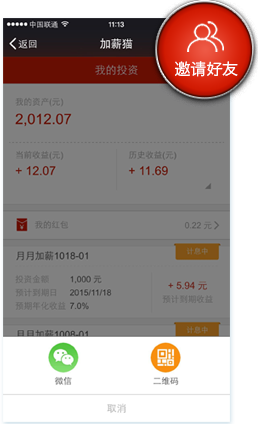 中国联通 11:13
返回 加薪猫
邀请好友
我的投资
我的资产(元)
2,012.07
当前收益(元) 历史收益(元)
+ 12.07 + 11.69
我的红包 0.22 元
月月加薪1018-01 计息中
投资金额 1,000 元
预计到期日 2015/11/18
预期年化收益 7.0%
+ 5.94 元
预计到期收益
月月加薪1008-01 计息中
微信 二维码
取消